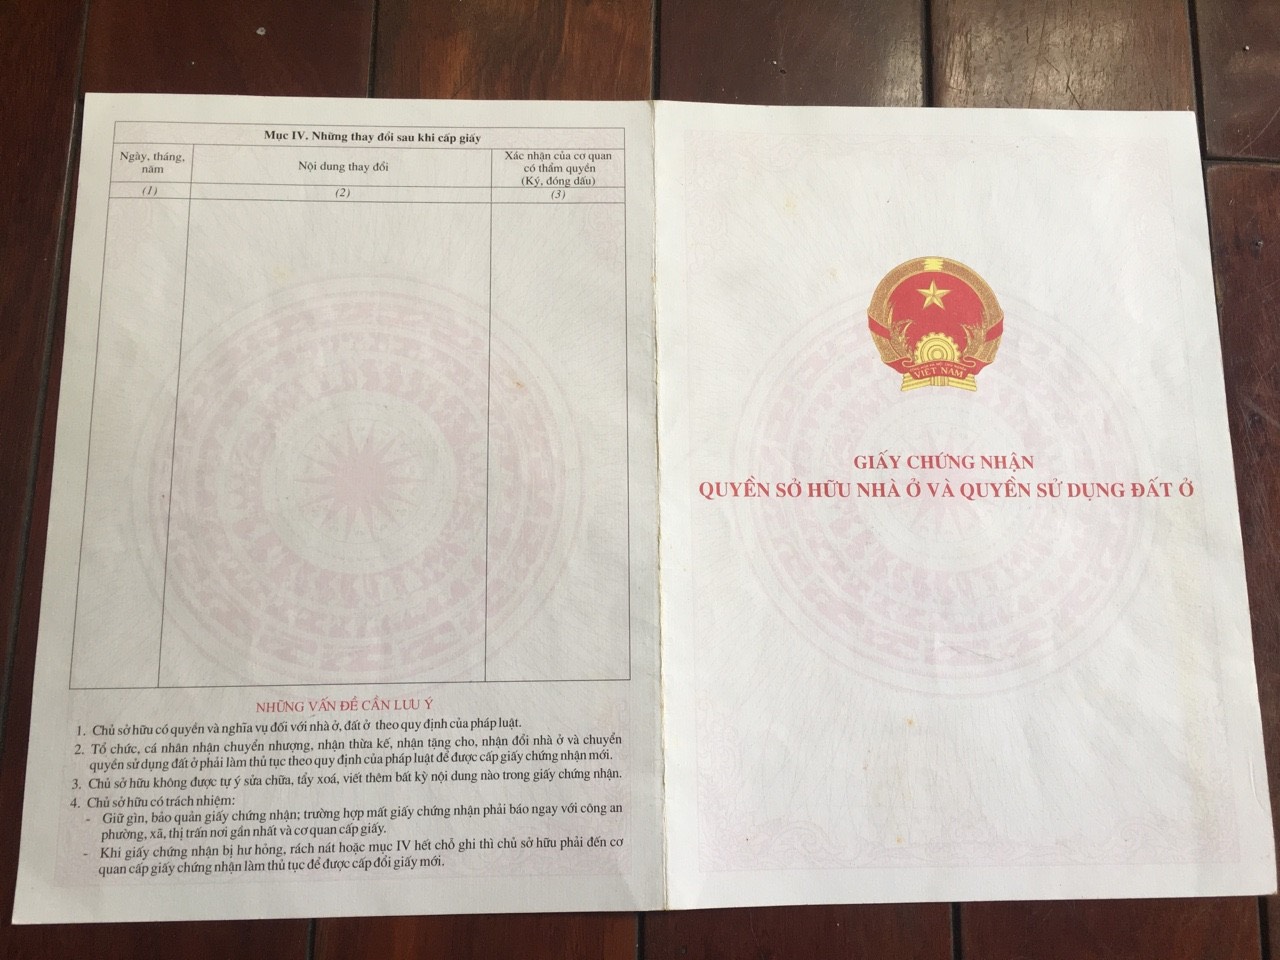 Mục IV. Những thay đổi sau khi cấp giấy
Ngày, tháng, năm
Nội dung thay đổi
Xác nhận của cơ quan
có thẩm quyền
(Ký, đóng dấu)
(1)
(2)
(3)
NHỮNG VẤN ĐỀ CẦN LƯU Ý
1. Chủ sở hữu có quyền và nghĩa vụ đối với nhà ở, đất ở theo quy định của pháp luật.
2. Tổ chức, cá nhân nhận chuyển nhượng, nhận thừa kế, nhận tặng cho, nhận đổi nhà ở và chuyển
quyền sử dụng đất ở phải làm thủ tục theo quy định của pháp luật để được cấp giấy chứng nhận mới.
3. Chủ sở hữu không được tự ý sửa chữa, tẩy xoá, viết thêm bất kỳ nội dung nào trong giấy chứng nhận.
4. Chủ sở hữu có trách nhiệm:
- Giữ gìn, bảo quản giấy chứng nhận; trường hợp mất giấy chứng nhận phải báo ngay với công an
phường, xã, thị trấn nơi gần nhất và cơ quan cấp giấy.
- Khi giấy chứng nhận bị hư hỏng, rách nát hoặc mục IV hết chỗ ghi thì chủ sở hữu phải đến cơ
quan cấp giấy chứng nhận làm thủ tục để được cấp đổi giấy mới.
VIỆT NAM
GIẤY CHỨNG NHẬN
QUYỀN SỞ HỮU NHÀ Ở VÀ QUYỀN SỬ DỤNG ĐẤT Ở